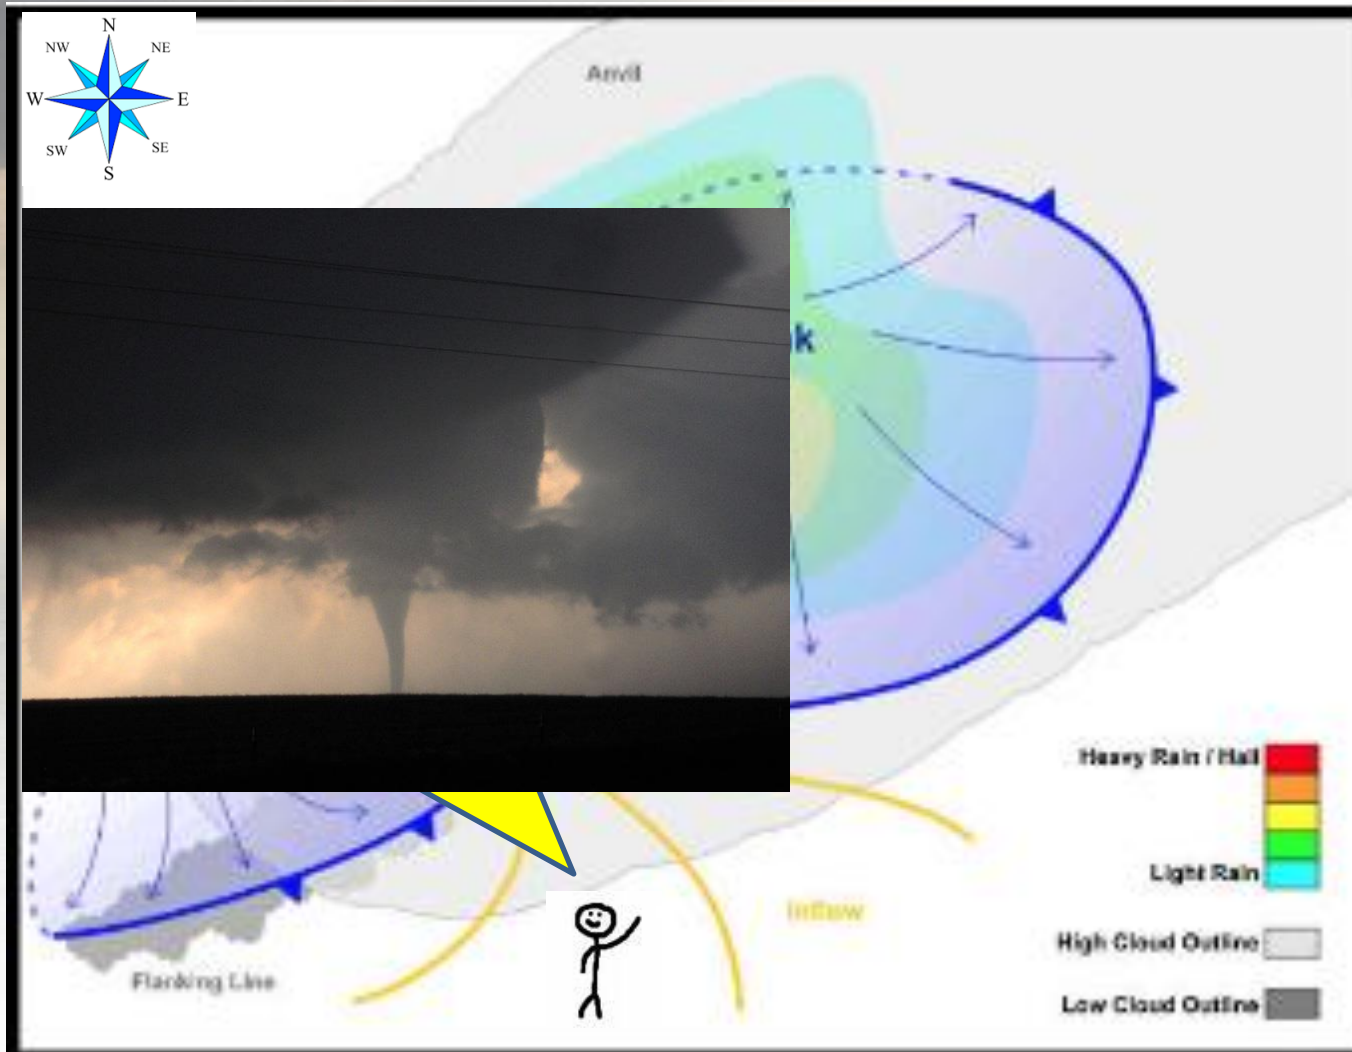 N
NW
NE
W
E
SW
SE
S
Anvil
k
Heavy Rain / Hail
Light Rain
Inflow
High Cloud Outline
Flanking Line
Low Cloud Outline